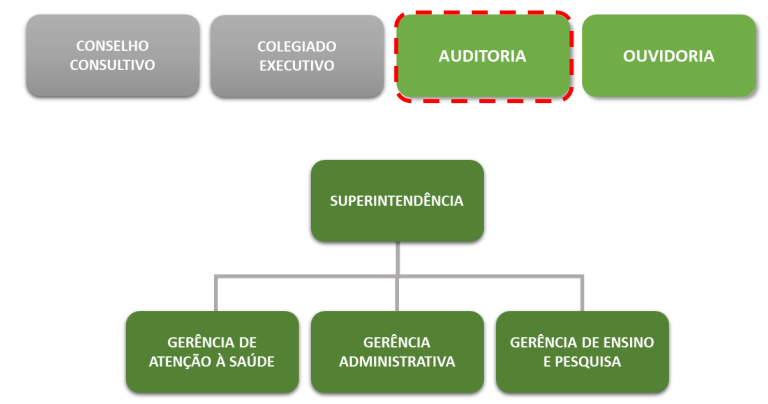 CONSELHO
CONSULTIVO
COLEGIADO
EXECUTIVO
AUDITORIA
OUVIDORIA
SUPERINTENDÊNCIA
GERÊNCIA DE
ATENÇÃO À SAÚDE
GERÊNCIA
ADMINISTRATIVA
GERÊNCIA DE ENSINO
E PESQUISA